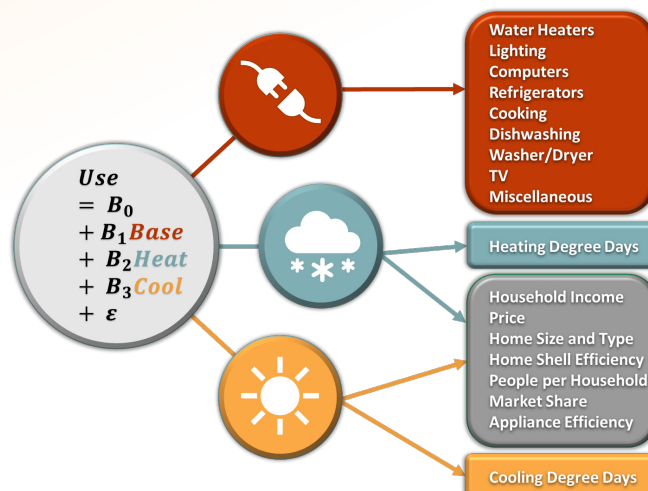 Use
= B₀
+ B₁Base
+ B₂Heat
+ B₃Cool
+ ε
Water Heaters
Lighting
Computers
Refrigerators
Cooking
Dishwashing
Washer/Dryer
TV
Miscellaneous
Heating Degree Days
Household Income
Price
Home Size and Type
Home Shell Efficiency
People per Household
Market Share
Appliance Efficiency
Cooling Degree Days